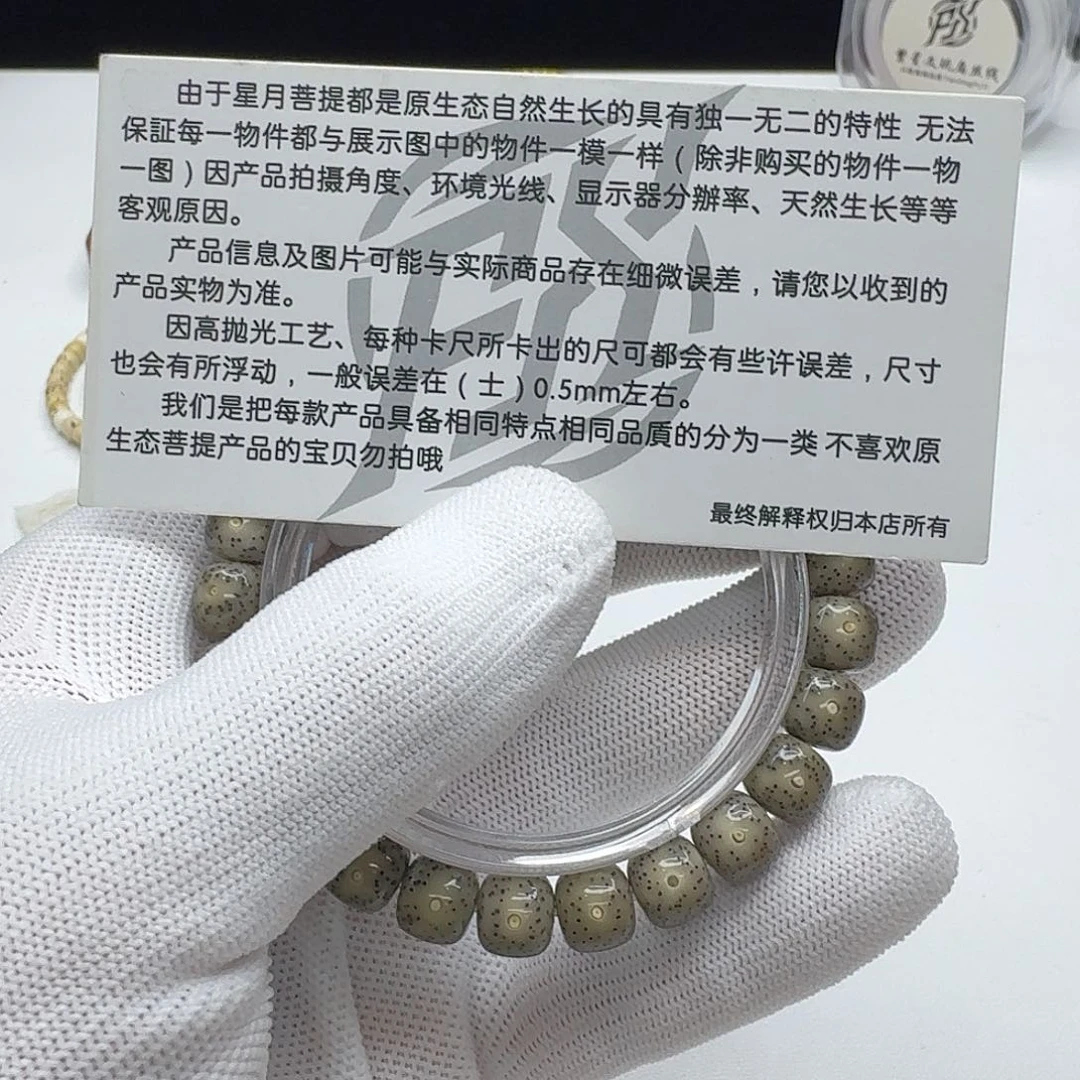 由于星月菩提都是原生态自然生长的具有独一无二的特性 无法
保証每一物件都与展示图中的物件一模一样（除非购买的物件一物
一图）因产品拍摄角度、环境光线、显示器分辦率、天然生长等等
客观原因。
产品信息及图片可能与实际商品存在细微误差，请您以收到的
产品实物为准。
因高抛光工艺、每种卡尺所卡出的尺可都会有些许误差，尺寸
也会有所浮动，一般误差在（士）0.5mm左右。
我们是把每款产品具备相同特点相同品質的分为一类 不喜欢原
生态菩提产品的宝贝勿拍哦
最终解释权归本店所有